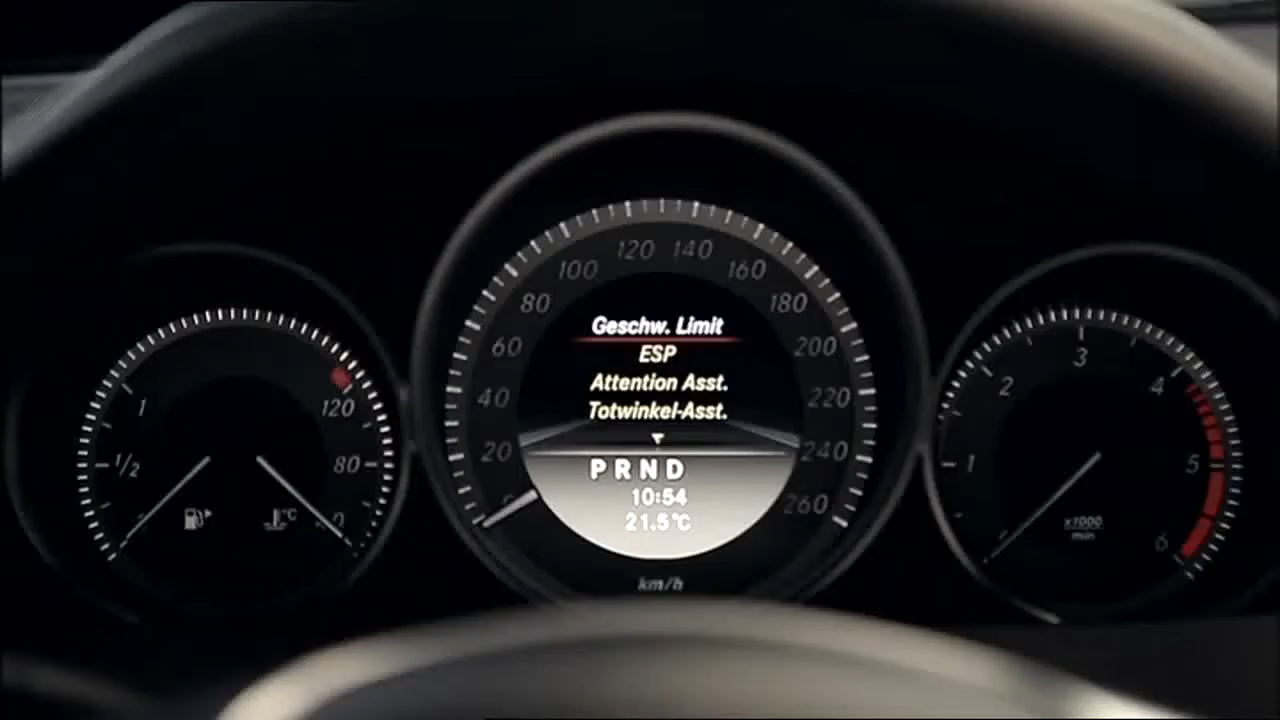 120 140
100 160
80 180
60 200
40 220
20 240
260
Geschw. Limit
ESP
Attention Asst.
Totwinkel-Asst.
P R N D
10:54
21.5°C
km/h
1
1/2
120
80
°C
1
2
3
4
5
6
x1000
min